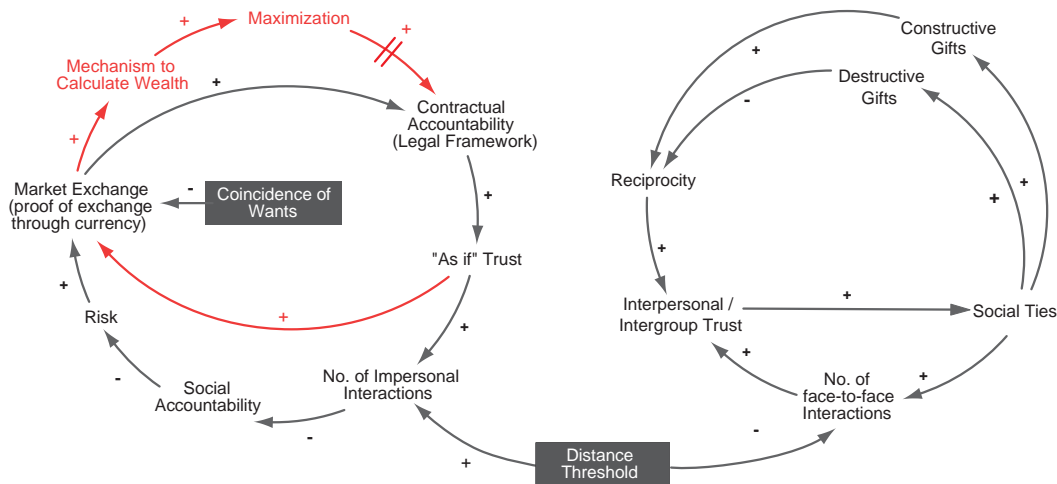 Maximization
+
+
Mechanism to
Calculate Wealth
+
+
Contractual
Accountability
(Legal Framework)
Market Exchange
(proof of exchange
through currency)
-
Coincidence of
Wants
+
"As if" Trust
+
+
Risk
+
+
-
Social
Accountability
-
No. of Impersonal
Interactions
+
Distance
Threshold
-
Constructive
Gifts
+
Destructive
Gifts
-
Reciprocity
+
+
+
Interpersonal /
Intergroup Trust
+
Social Ties
+
+
No. of
face-to-face
Interactions